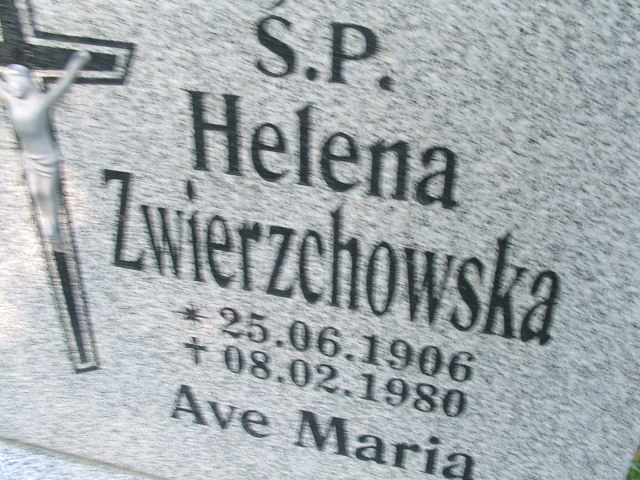 Ś.P.
Helena
Zwierzchowska
* 25.06.1906
† 08.02.1980
Ave Maria